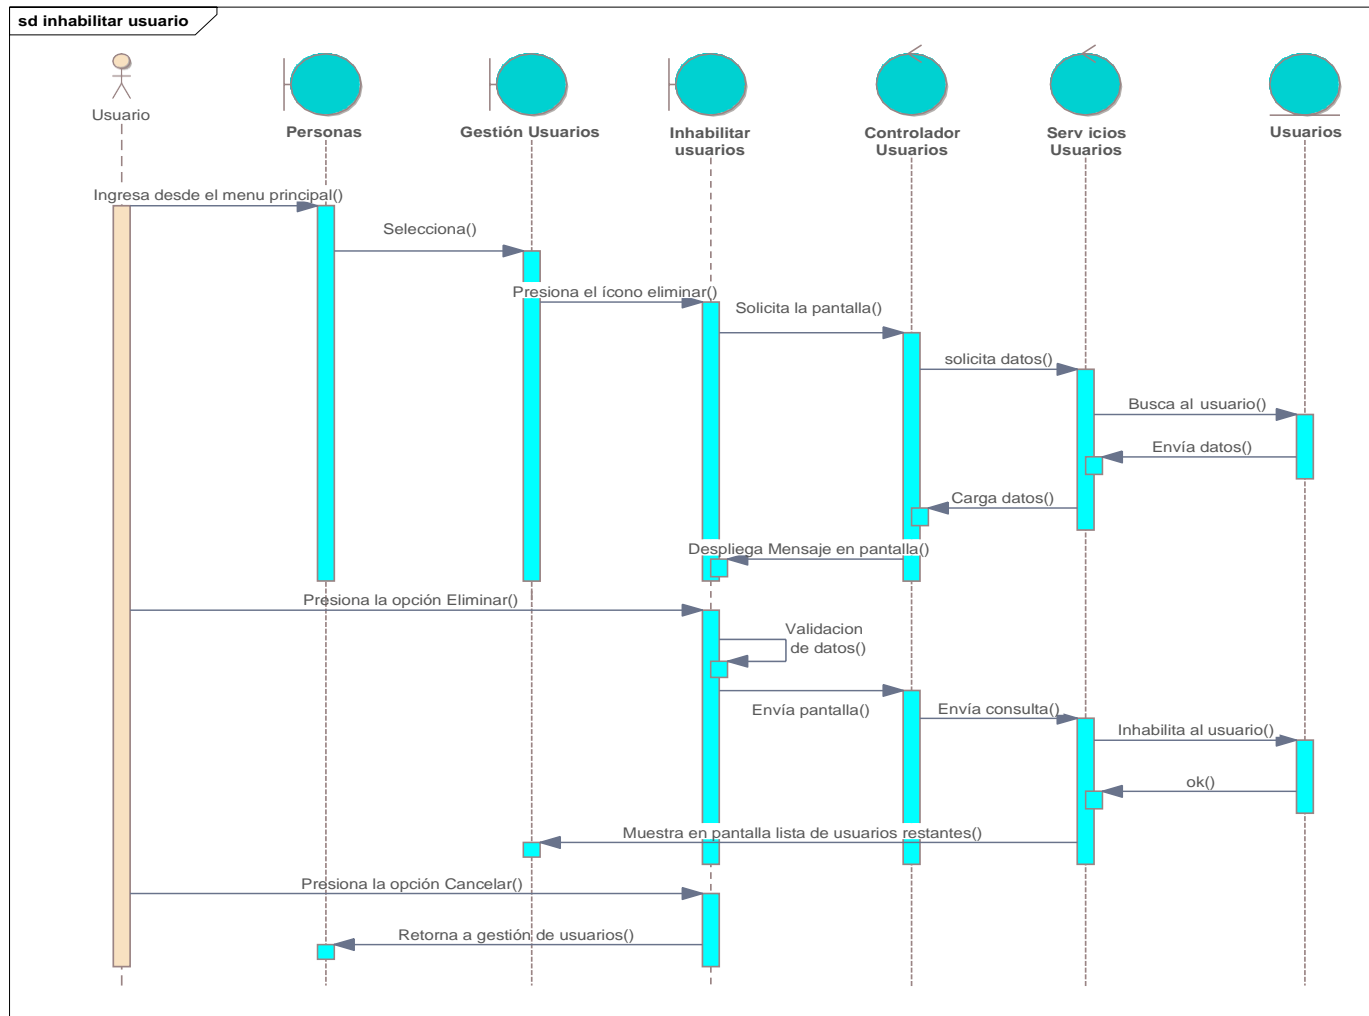 sd inhabilitar usuario
Usuario
Personas
Gestión Usuarios
Inhabilitar
usuarios
Controlador
Usuarios
Serv icios
Usuarios
Usuarios
Ingresa desde el menu principal()
Selecciona()
Presiona el ícono eliminar()
Solicita la pantalla()
solicita datos()
Busca al usuario()
Envía datos()
Carga datos()
Despliega Mensaje en pantalla()
Presiona la opción Eliminar()
Validacion
de datos()
Envía pantalla()
Envía consulta()
Inhabilita al usuario()
ok()
Muestra en pantalla lista de usuarios restantes()
Presiona la opción Cancelar()
Retorna a gestión de usuarios()